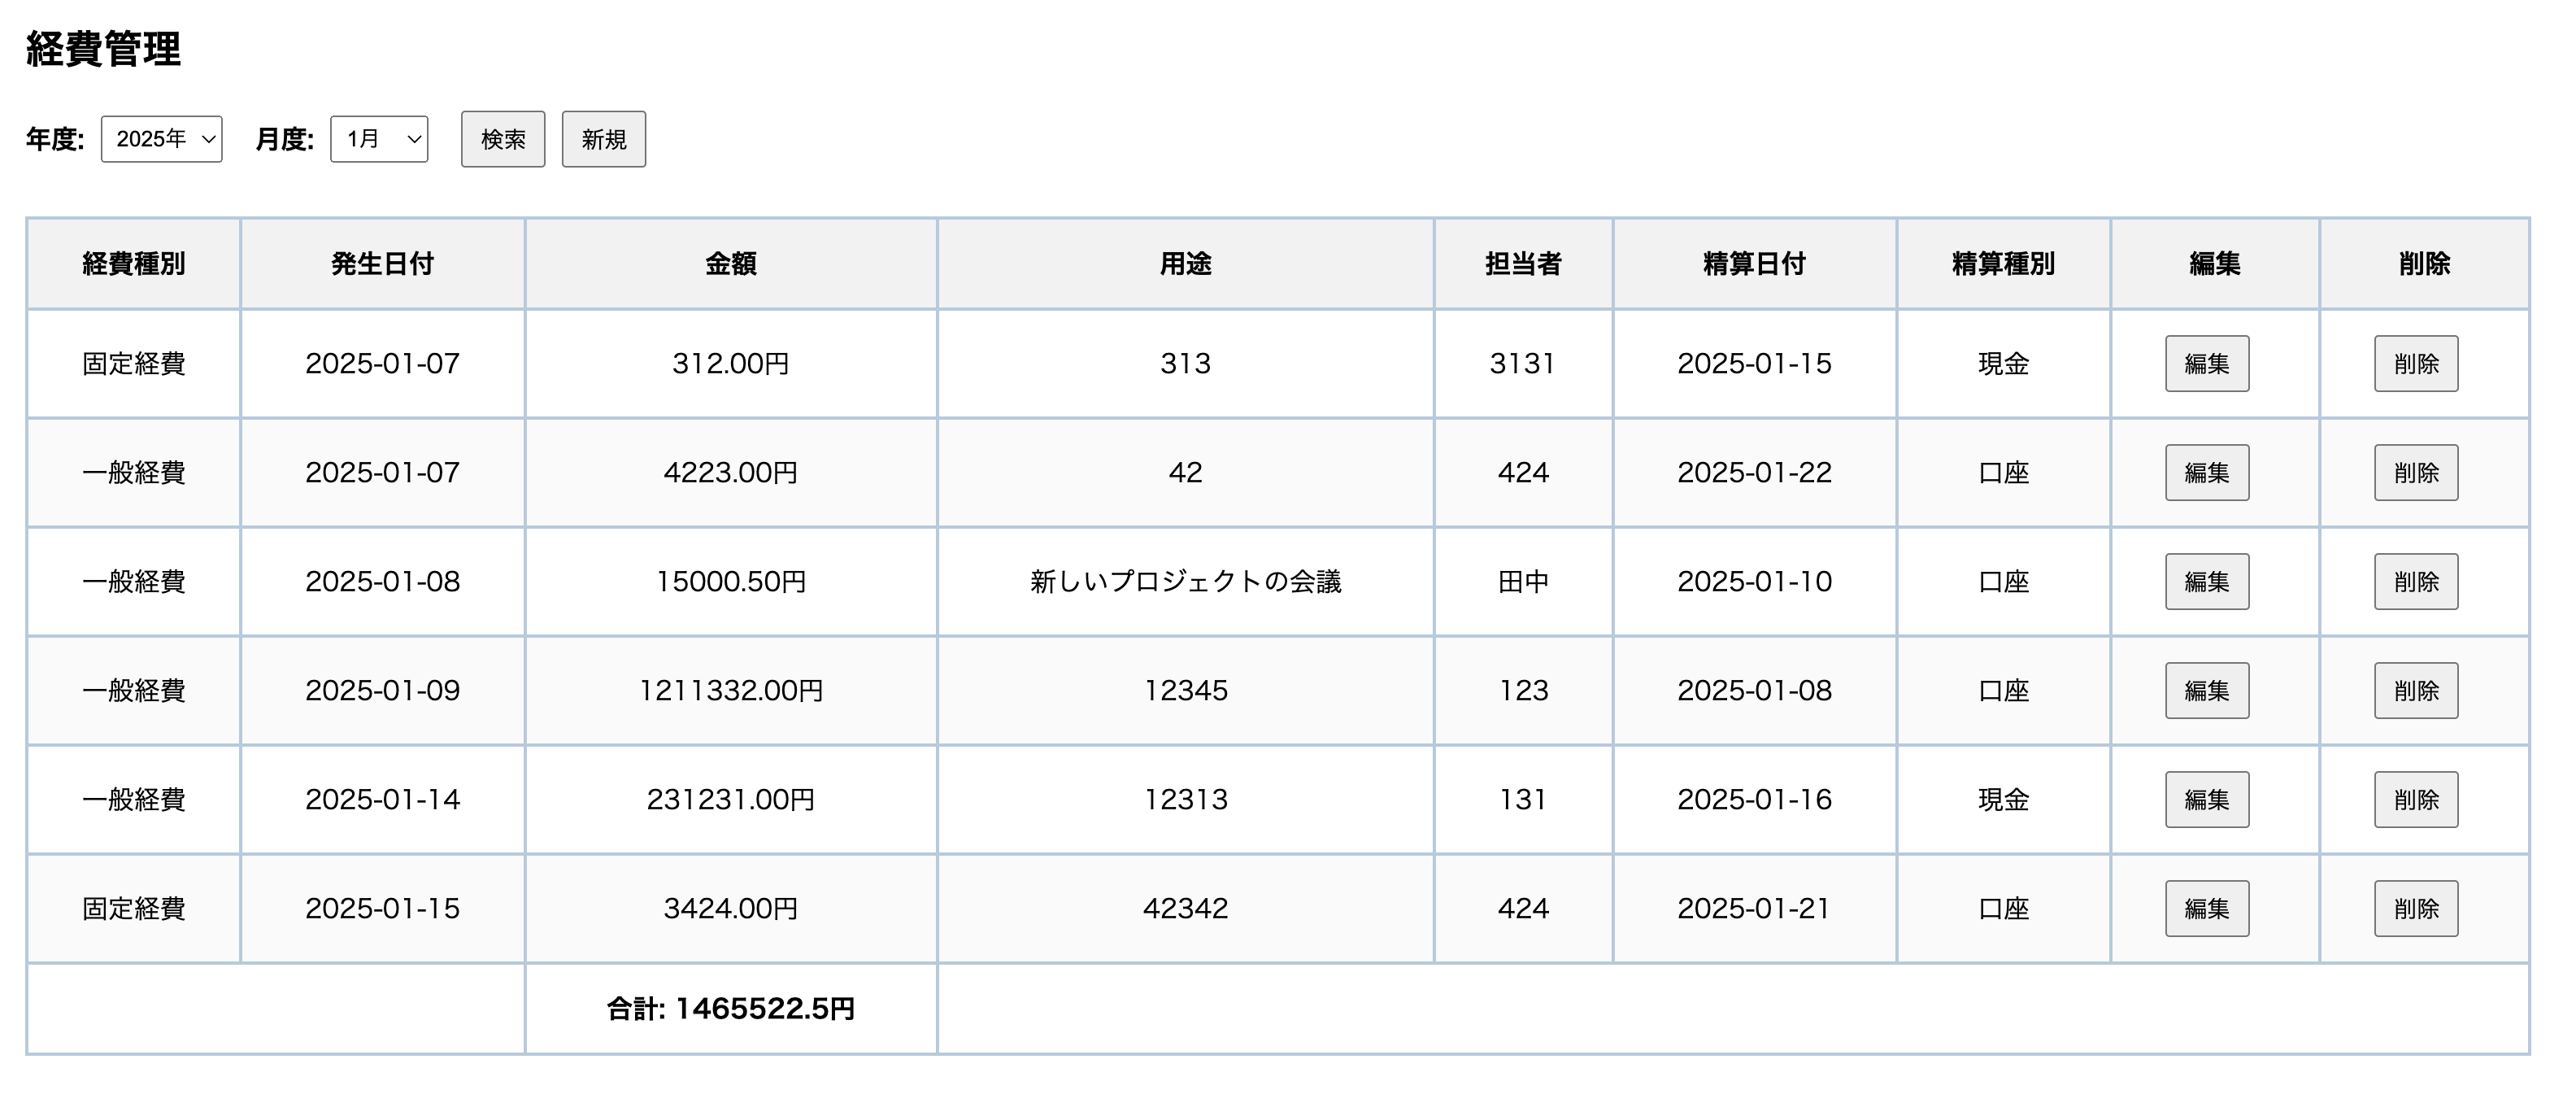 経費管理
年度: 2025年 月度: 1月 検索 新規
経費種別 発生日付 金額 用途 担当者 精算日付 精算種別 編集 削除
固定経費 2025-01-07 312.00円 313 3131 2025-01-15 現金 編集 削除
一般経費 2025-01-07 4223.00円 42 424 2025-01-22 口座 編集 削除
一般経費 2025-01-08 15000.50円 新しいプロジェクトの会議 田中 2025-01-10 口座 編集 削除
一般経費 2025-01-09 1211332.00円 12345 123 2025-01-08 口座 編集 削除
一般経費 2025-01-14 231231.00円 12313 131 2025-01-16 現金 編集 削除
固定経費 2025-01-15 3424.00円 42342 424 2025-01-21 口座 編集 削除
合計: 1465522.5円